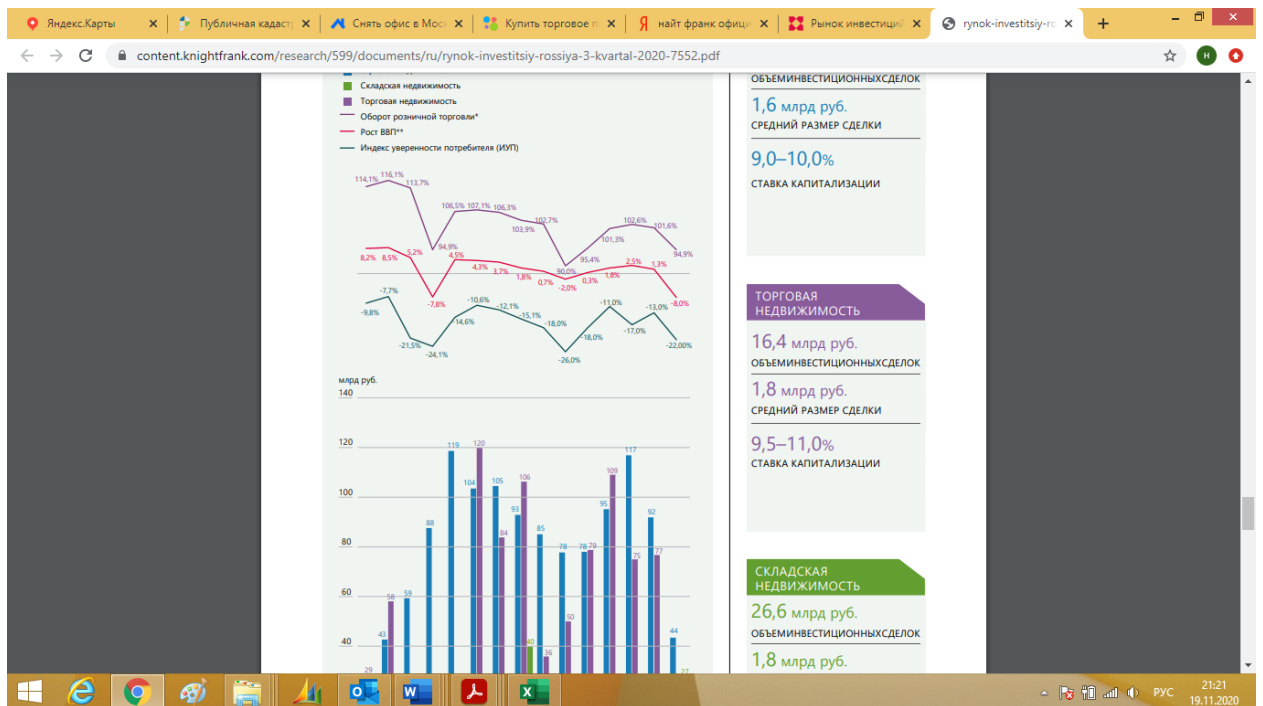 Яндекс.Карты
Публичная кадаст
Снять офис в Мос
Купить торговое п
найт франк офици
Рынок инвестиций
rynok-investitsiy-ro
content.knightfrank.com/research/599/documents/ru/rynok-investitsiy-rossiya-3-kvartal-2020-7552.pdf
Н
Складская недвижимость
Торговая недвижимость
Оборот розничной торговли*
Рост ВВП**
Индекс уверенности потребителя (ИУП)
114,1% 116,1% 113,7% 94,9% 106,5% 107,1% 106,3% 103,9% 102,7% 90,0% 95,4% 101,3% 102,6% 101,6% 94,9%
8,2% 8,5% 5,2% -7,8% 4,5% 4,3% 3,7% 1,8% 0,7% -2,0% 0,3% 1,8% 2,5% 1,3% -8,0%
-9,8% -7,7% -21,5% -24,1% -14,6% -10,6% -12,1% -15,1% -18,0% -26,0% -18,0% -11,0% -17,0% -13,0% -22,00%
млрд руб.
140
120
119 120 117
100
104 105 106 109
88 93 95 92
80
84 85 78 78 79 75 77
60
58 59
50
40
43 40 36 44
29 27
ОБЪЕМИНВЕСТИЦИОННЫХСДЕЛОК
1,6 млрд руб.
СРЕДНИЙ РАЗМЕР СДЕЛКИ
9,0–10,0%
СТАВКА КАПИТАЛИЗАЦИИ
ТОРГОВАЯ
НЕДВИЖИМОСТЬ
16,4 млрд руб.
ОБЪЕМИНВЕСТИЦИОННЫХСДЕЛОК
1,8 млрд руб.
СРЕДНИЙ РАЗМЕР СДЕЛКИ
9,5–11,0%
СТАВКА КАПИТАЛИЗАЦИИ
СКЛАДСКАЯ
НЕДВИЖИМОСТЬ
26,6 млрд руб.
ОБЪЕМИНВЕСТИЦИОННЫХСДЕЛОК
1,8 млрд руб.
РУС
21:21
19.11.2020